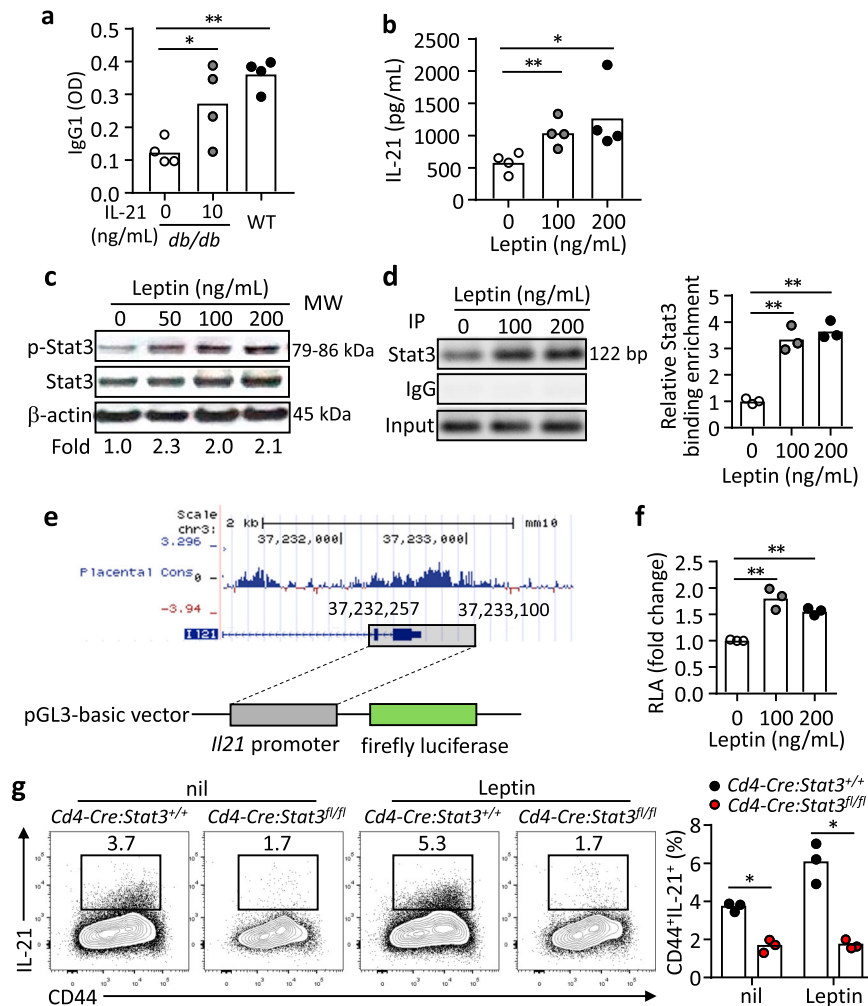 a
**
*
0.5
0.4
0.3
0.2
0.1
0.0
IgG1 (OD)
IL-21 0 10 WT
(ng/mL) db/db
b
*
**
2500
2000
1500
1000
500
0
IL-21
(pg/mL)
0 100 200
Leptin (ng/mL)
c
Leptin (ng/mL) MW
0 50 100 200
p-Stat3 79-86 kDa
Stat3
β-actin 45 kDa
Fold 1.0 2.3 2.0 2.1
d
Leptin (ng/mL)
IP 0 100 200
Stat3 122 bp
IgG
Input
**
**
5
4
3
2
1
0
Relative Stat3
binding enrichment
0 100 200
Leptin (ng/mL)
e
Scale 2 kb mm10
chr3: 37,232,000 37,233,000
3.296 _
Placental Cons 0 -
-3.94 _
37,232,257 37,233,100
Il21
pGL3-basic vector
Il21 promoter firefly luciferase
f
**
**
2.5
2.0
1.5
1.0
0.5
0.0
RLA (fold change)
0 100 200
Leptin (ng/mL)
g
nil Leptin
Cd4-Cre:Stat3+/+ Cd4-Cre:Stat3fl/fl Cd4-Cre:Stat3+/+ Cd4-Cre:Stat3fl/fl
3.7 1.7 5.3 1.7
IL-21
CD44
Cd4-Cre:Stat3+/+
Cd4-Cre:Stat3fl/fl
*
*
8
6
4
2
0
CD44+IL-21+ (%)
nil Leptin